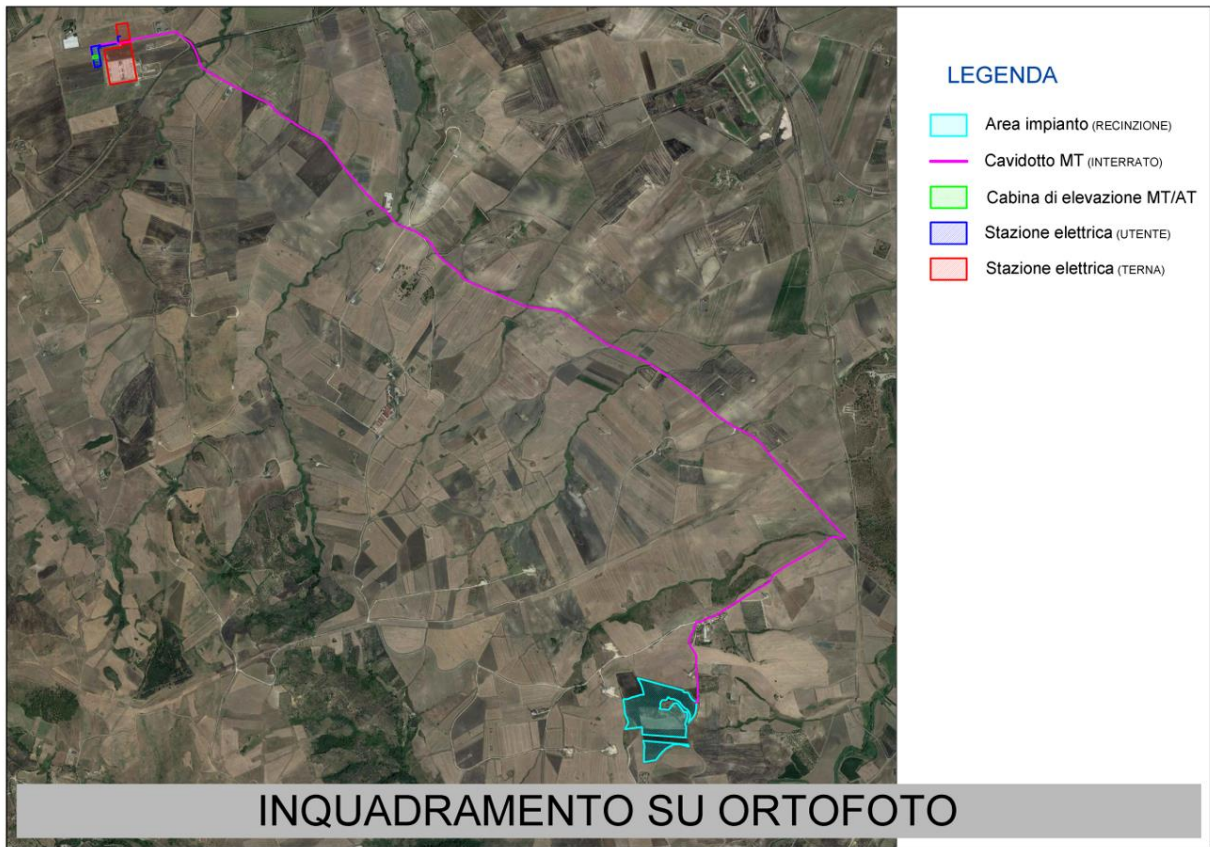 LEGENDA
Area impianto (RECINZIONE)
Cavidotto MT (INTERRATO)
Cabina di elevazione MT/AT
Stazione elettrica (UTENTE)
Stazione elettrica (TERNA)
INQUADRAMENTO SU ORTOFOTO